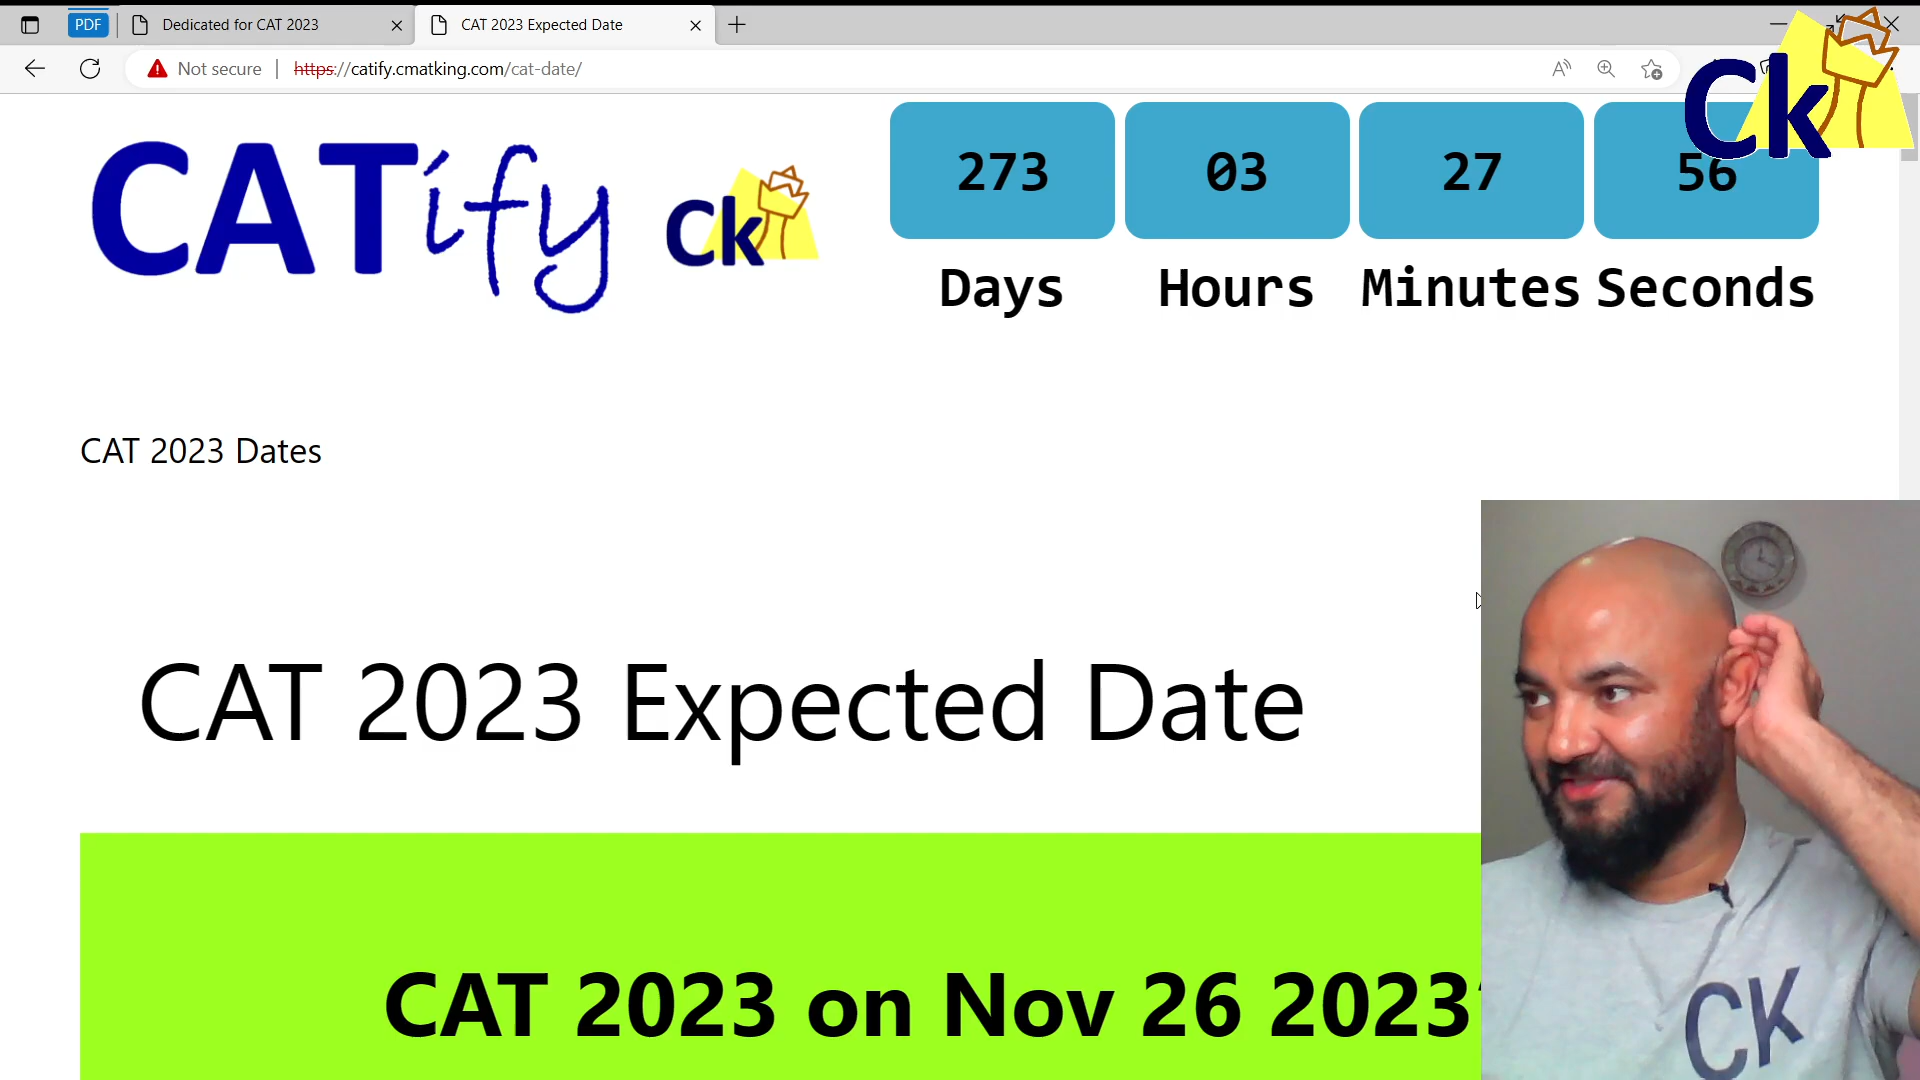 PDF
Dedicated for CAT 2023
CAT 2023 Expected Date
Not secure
https://catify.cmatking.com/cat-date/
CATify Ck
273 03 27 56
Days Hours Minutes Seconds
Ck
CAT 2023 Dates
CAT 2023 Expected Date
CAT 2023 on Nov 26 2023
CK